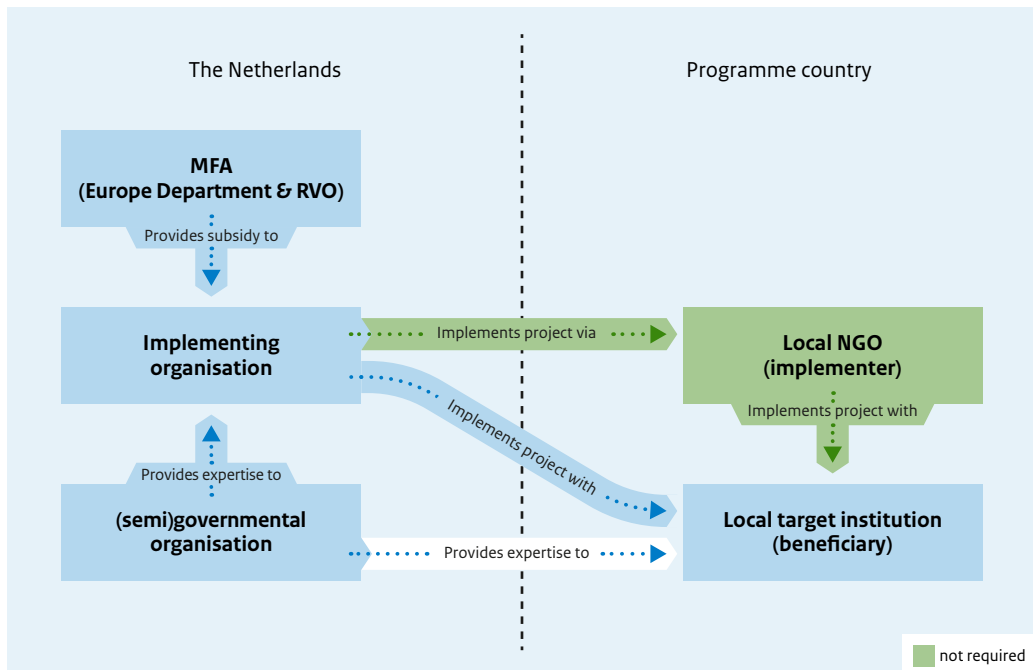 The Netherlands
Programme country
MFA
(Europe Department & RVO)
Provides subsidy to
Implementing
organisation
Implements project via
Local NGO
(implementer)
Implements project with
Implements project with
Provides expertise to
(semi)governmental
organisation
Provides expertise to
Local target institution
(beneficiary)
not required